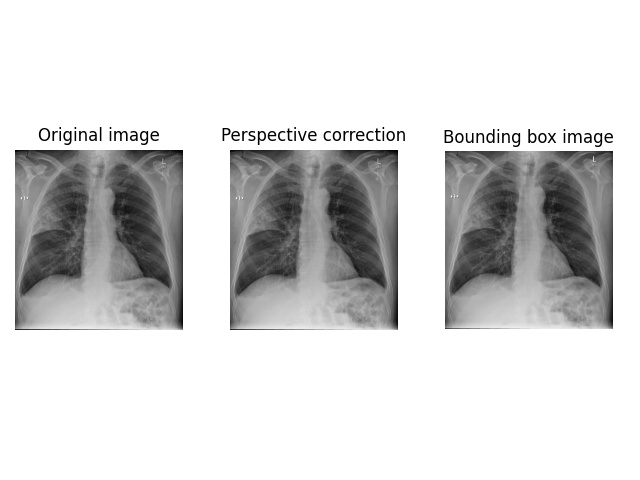 Original image
Perspective correction
Bounding box image
L
L
L